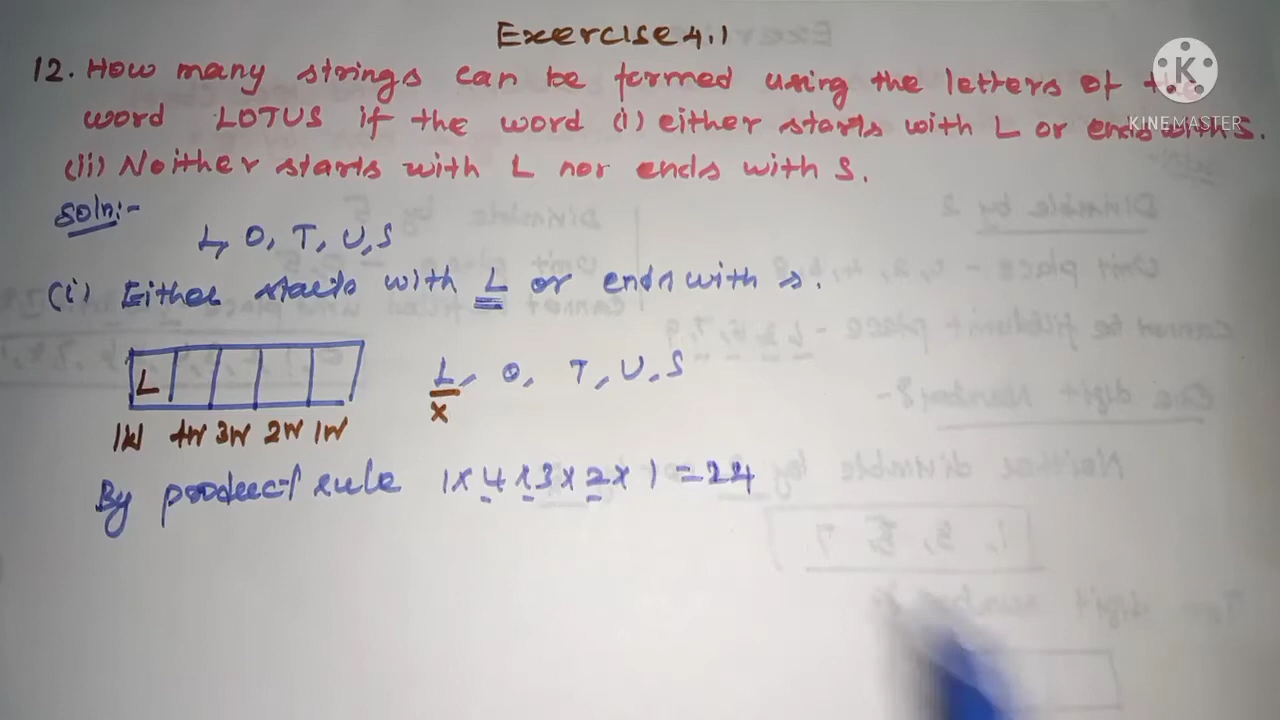 Exercise 4.1
12. How many strings can be formed using the letters of the
word LOTUS if the word (i) either starts with L or ends with S.
(ii) Neither starts with L nor ends with S.
KINEMASTER
Soln:-
L, O, T, U, S
(i) Either starts with L or ends with s.
L
L, O, T, U, S
x
1W 4W 3W 2W 1W
By product rule 1 x 4 x 3 x 2 x 1 = 24